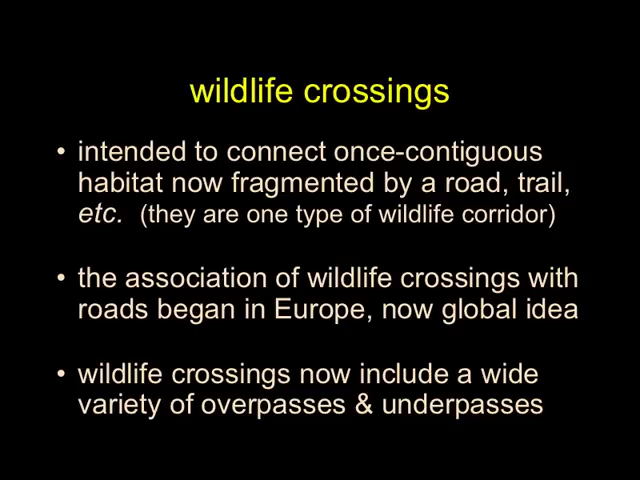 wildlife crossings
• intended to connect once-contiguous
habitat now fragmented by a road, trail,
etc. (they are one type of wildlife corridor)
• the association of wildlife crossings with
roads began in Europe, now global idea
• wildlife crossings now include a wide
variety of overpasses & underpasses